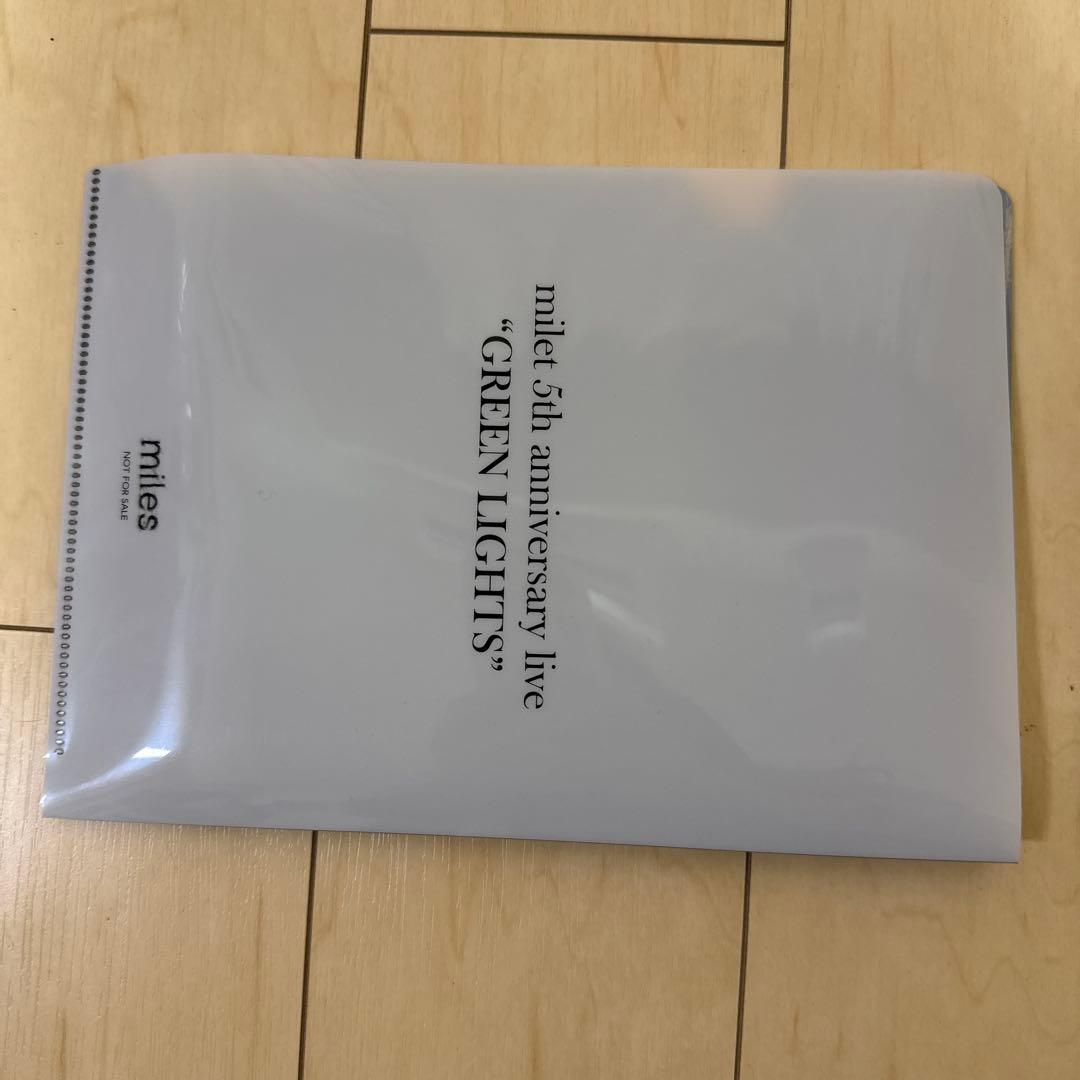 milet 5th anniversary live
“GREEN LIGHTS”
miles
NOT FOR SALE